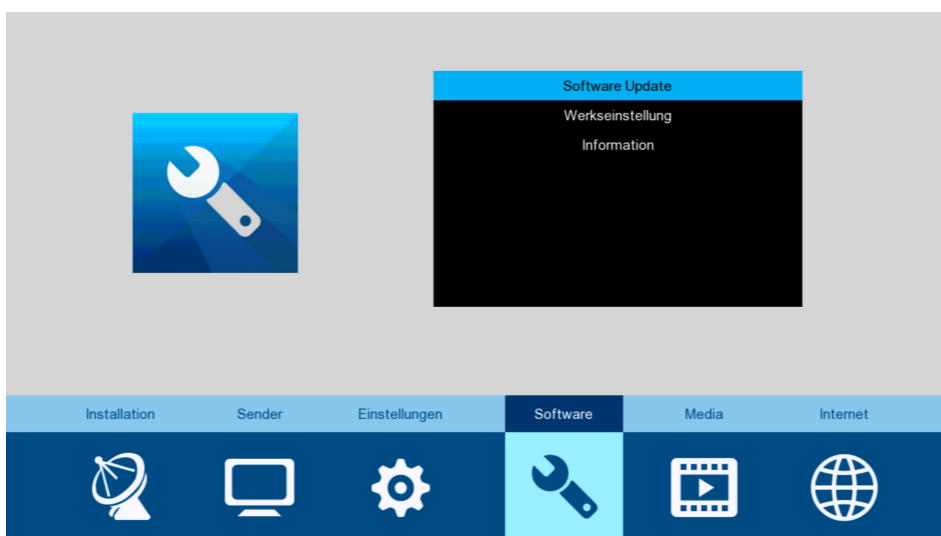 Software Update
Werkseinstellung
Information
Installation Sender Einstellungen Software Media Internet